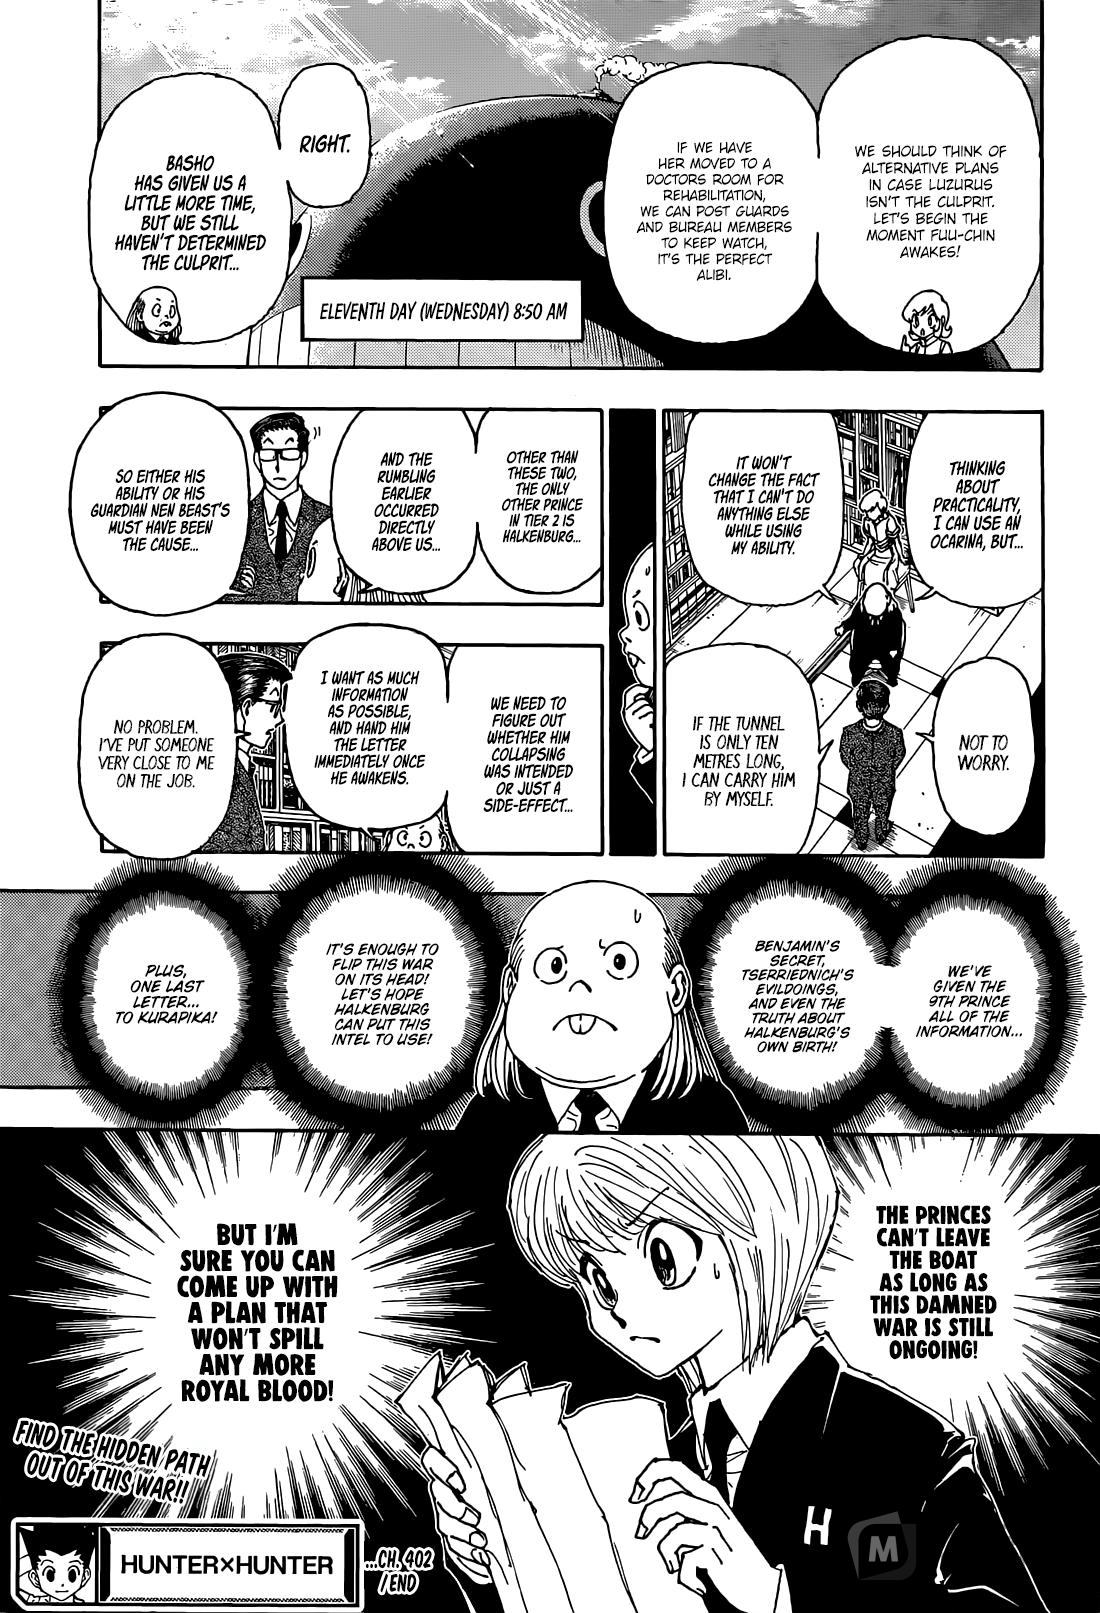 WE SHOULD THINK OF
ALTERNATIVE PLANS
IN CASE LUZURUS
ISN'T THE CULPRIT.
LET'S BEGIN THE
MOMENT FUU-CHIN
AWAKES!
IF WE HAVE
HER MOVED TO A
DOCTORS ROOM FOR
REHABILITATION,
WE CAN POST GUARDS
AND BUREAU MEMBERS
TO KEEP WATCH,
IT'S THE PERFECT
ALIBI.
RIGHT.
BASHO
HAS GIVEN US A
LITTLE MORE TIME,
BUT WE STILL
HAVEN'T DETERMINED
THE CULPRIT...
ELEVENTH DAY (WEDNESDAY) 8:50 AM
THINKING
ABOUT
PRACTICALITY,
I CAN USE AN
OCARINA, BUT...
IT WON'T
CHANGE THE FACT
THAT I CAN'T DO
ANYTHING ELSE
WHILE USING
MY ABILITY.
NOT TO
WORRY.
IF THE TUNNEL
IS ONLY TEN
METRES LONG,
I CAN CARRY HIM
BY MYSELF.
OTHER THAN
THESE TWO,
THE ONLY
OTHER PRINCE
IN TIER 2 IS
HALKENBURG...
AND THE
RUMBLING
EARLIER
OCCURRED
DIRECTLY
ABOVE US...
SO EITHER HIS
ABILITY OR HIS
GUARDIAN NEN BEAST'S
MUST HAVE BEEN
THE CAUSE...
WE NEED TO
FIGURE OUT
WHETHER HIM
COLLAPSING
WAS INTENDED
OR JUST A
SIDE-EFFECT...
I WANT AS MUCH
INFORMATION
AS POSSIBLE,
AND HAND HIM
THE LETTER
IMMEDIATELY ONCE
HE AWAKENS.
NO PROBLEM.
I'VE PUT SOMEONE
VERY CLOSE TO ME
ON THE JOB.
WE'VE
GIVEN THE
9TH PRINCE
ALL OF THE
INFORMATION...
BENJAMIN'S
SECRET,
TSERRIEDNICH'S
EVILDOINGS,
AND EVEN THE
TRUTH ABOUT
HALKENBURG'S
OWN BIRTH!
IT'S ENOUGH TO
FLIP THIS WAR
ON ITS HEAD!
LET'S HOPE
HALKENBURG
CAN PUT THIS
INTEL TO USE!
PLUS,
ONE LAST
LETTER...
TO KURAPIKA!
THE PRINCES
CAN'T LEAVE
THE BOAT
AS LONG AS
THIS DAMNED
WAR IS STILL
ONGOING!
BUT I'M
SURE YOU CAN
COME UP WITH
A PLAN THAT
WON'T SPILL
ANY MORE
ROYAL BLOOD!
FIND THE HIDDEN PATH
OUT OF THIS WAR!!
H
M
HUNTER×HUNTER
...CH. 402
/END